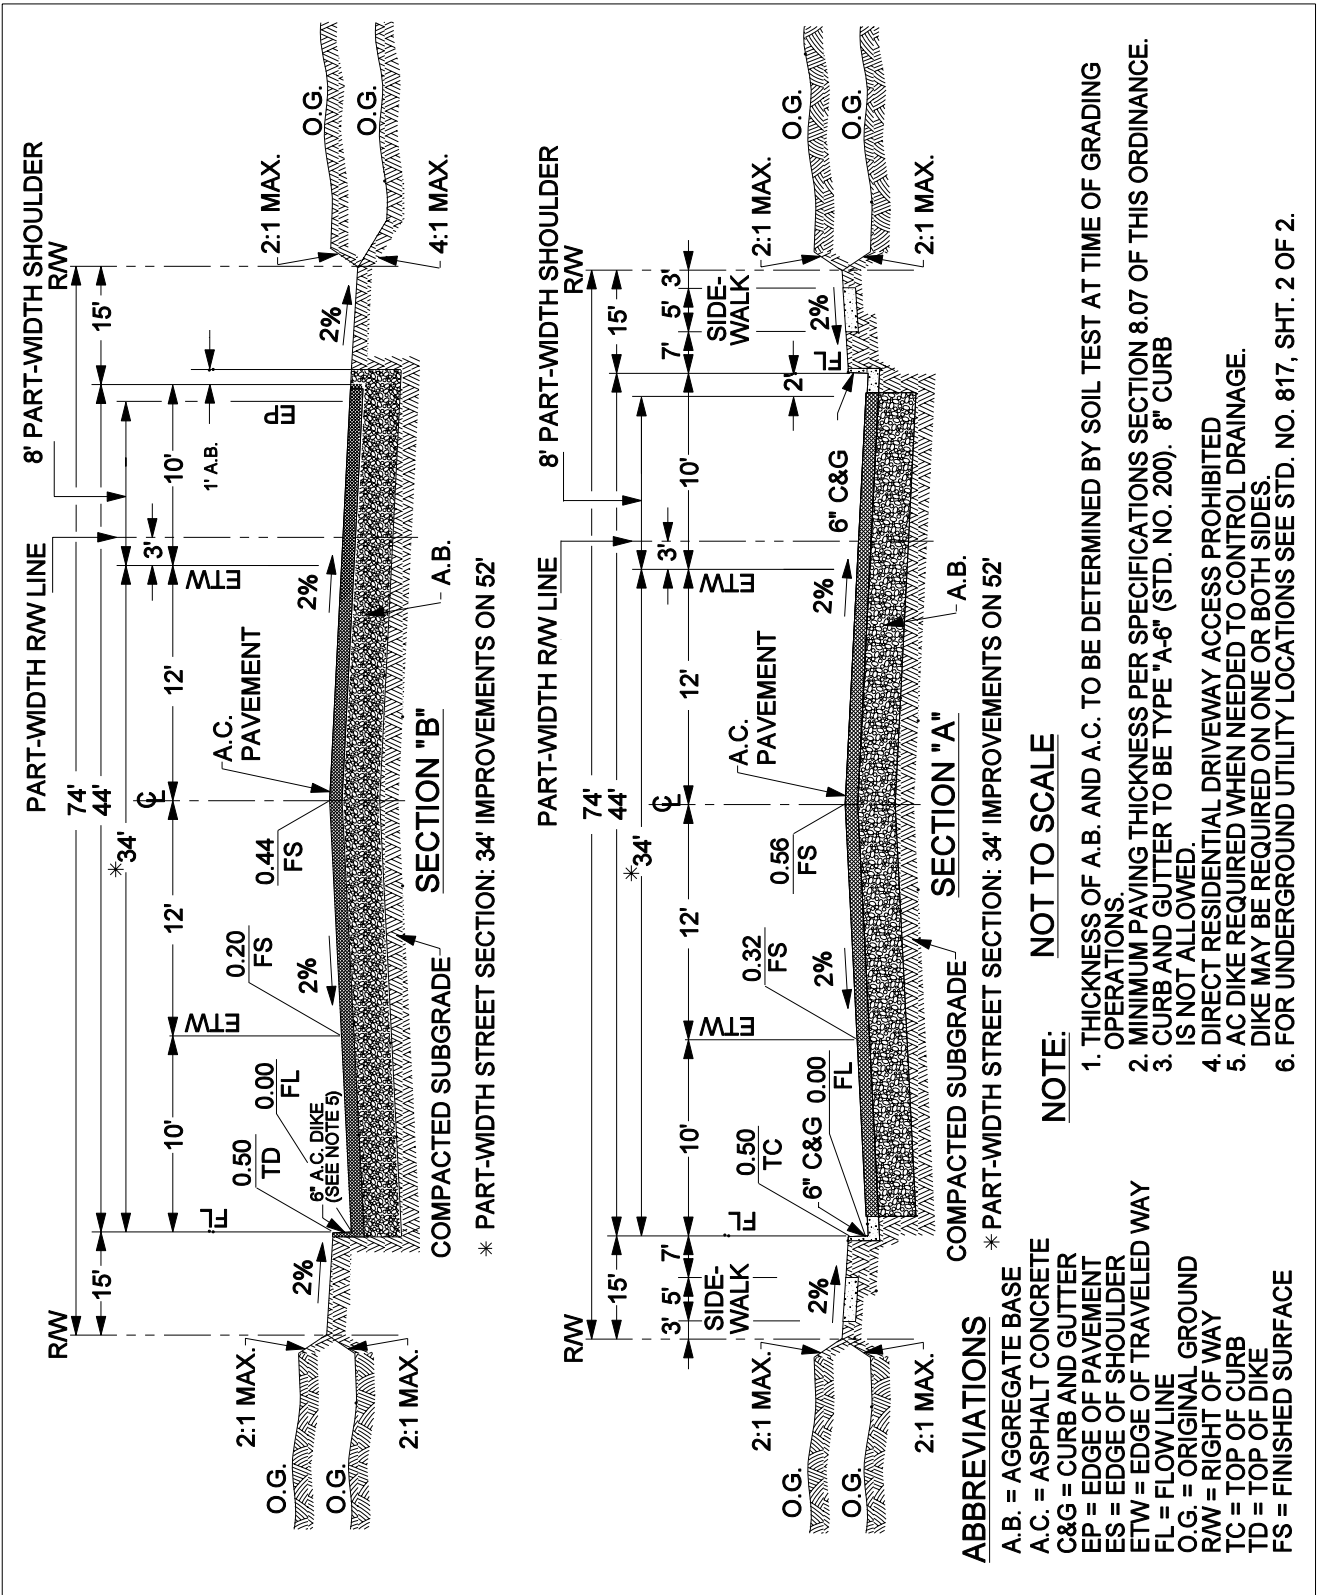 PART-WIDTH R/W LINE
8' PART-WIDTH SHOULDER
R/W
R/W
74'
15'
44'
15'
*34'
3'
10'
12'
12'
10'
1' A.B.
FL
ETW
℄
ETW
EP
2:1 MAX.
2:1 MAX.
O.G.
O.G.
0.50
TD
0.00
FL
0.20
FS
0.44
FS
A.C.
PAVEMENT
6" A.C. DIKE
(SEE NOTE 5)
2%
2%
2%
2%
2:1 MAX.
4:1 MAX.
O.G.
O.G.
COMPACTED SUBGRADE
A.B.
SECTION "B"
* PART-WIDTH STREET SECTION: 34' IMPROVEMENTS ON 52'
PART-WIDTH R/W LINE
8' PART-WIDTH SHOULDER
R/W
R/W
74'
15'
44'
15'
*34'
3'
3'
5'
7'
10'
12'
12'
10'
2'
7'
5'
3'
SIDE-
WALK
SIDE-
WALK
FL
ETW
℄
ETW
FL
2:1 MAX.
2:1 MAX.
O.G.
O.G.
0.50
TC
6" C&G
0.00
FL
0.32
FS
0.56
FS
A.C.
PAVEMENT
6" C&G
2%
2%
2%
2%
2:1 MAX.
2:1 MAX.
O.G.
O.G.
COMPACTED SUBGRADE
A.B.
SECTION "A"
* PART-WIDTH STREET SECTION: 34' IMPROVEMENTS ON 52'
ABBREVIATIONS
A.B. = AGGREGATE BASE
A.C. = ASPHALT CONCRETE
C&G = CURB AND GUTTER
EP = EDGE OF PAVEMENT
ES = EDGE OF SHOULDER
ETW = EDGE OF TRAVELED WAY
FL = FLOW LINE
O.G. = ORIGINAL GROUND
R/W = RIGHT OF WAY
TC = TOP OF CURB
TD = TOP OF DIKE
FS = FINISHED SURFACE
NOT TO SCALE
NOTE:
1. THICKNESS OF A.B. AND A.C. TO BE DETERMINED BY SOIL TEST AT TIME OF GRADING
OPERATIONS.
2. MINIMUM PAVING THICKNESS PER SPECIFICATIONS SECTION 8.07 OF THIS ORDINANCE.
3. CURB AND GUTTER TO BE TYPE "A-6" (STD. NO. 200). 8" CURB
IS NOT ALLOWED.
4. DIRECT RESIDENTIAL DRIVEWAY ACCESS PROHIBITED
5. AC DIKE REQUIRED WHEN NEEDED TO CONTROL DRAINAGE.
DIKE MAY BE REQUIRED ON ONE OR BOTH SIDES.
6. FOR UNDERGROUND UTILITY LOCATIONS SEE STD. NO. 817, SHT. 2 OF 2.